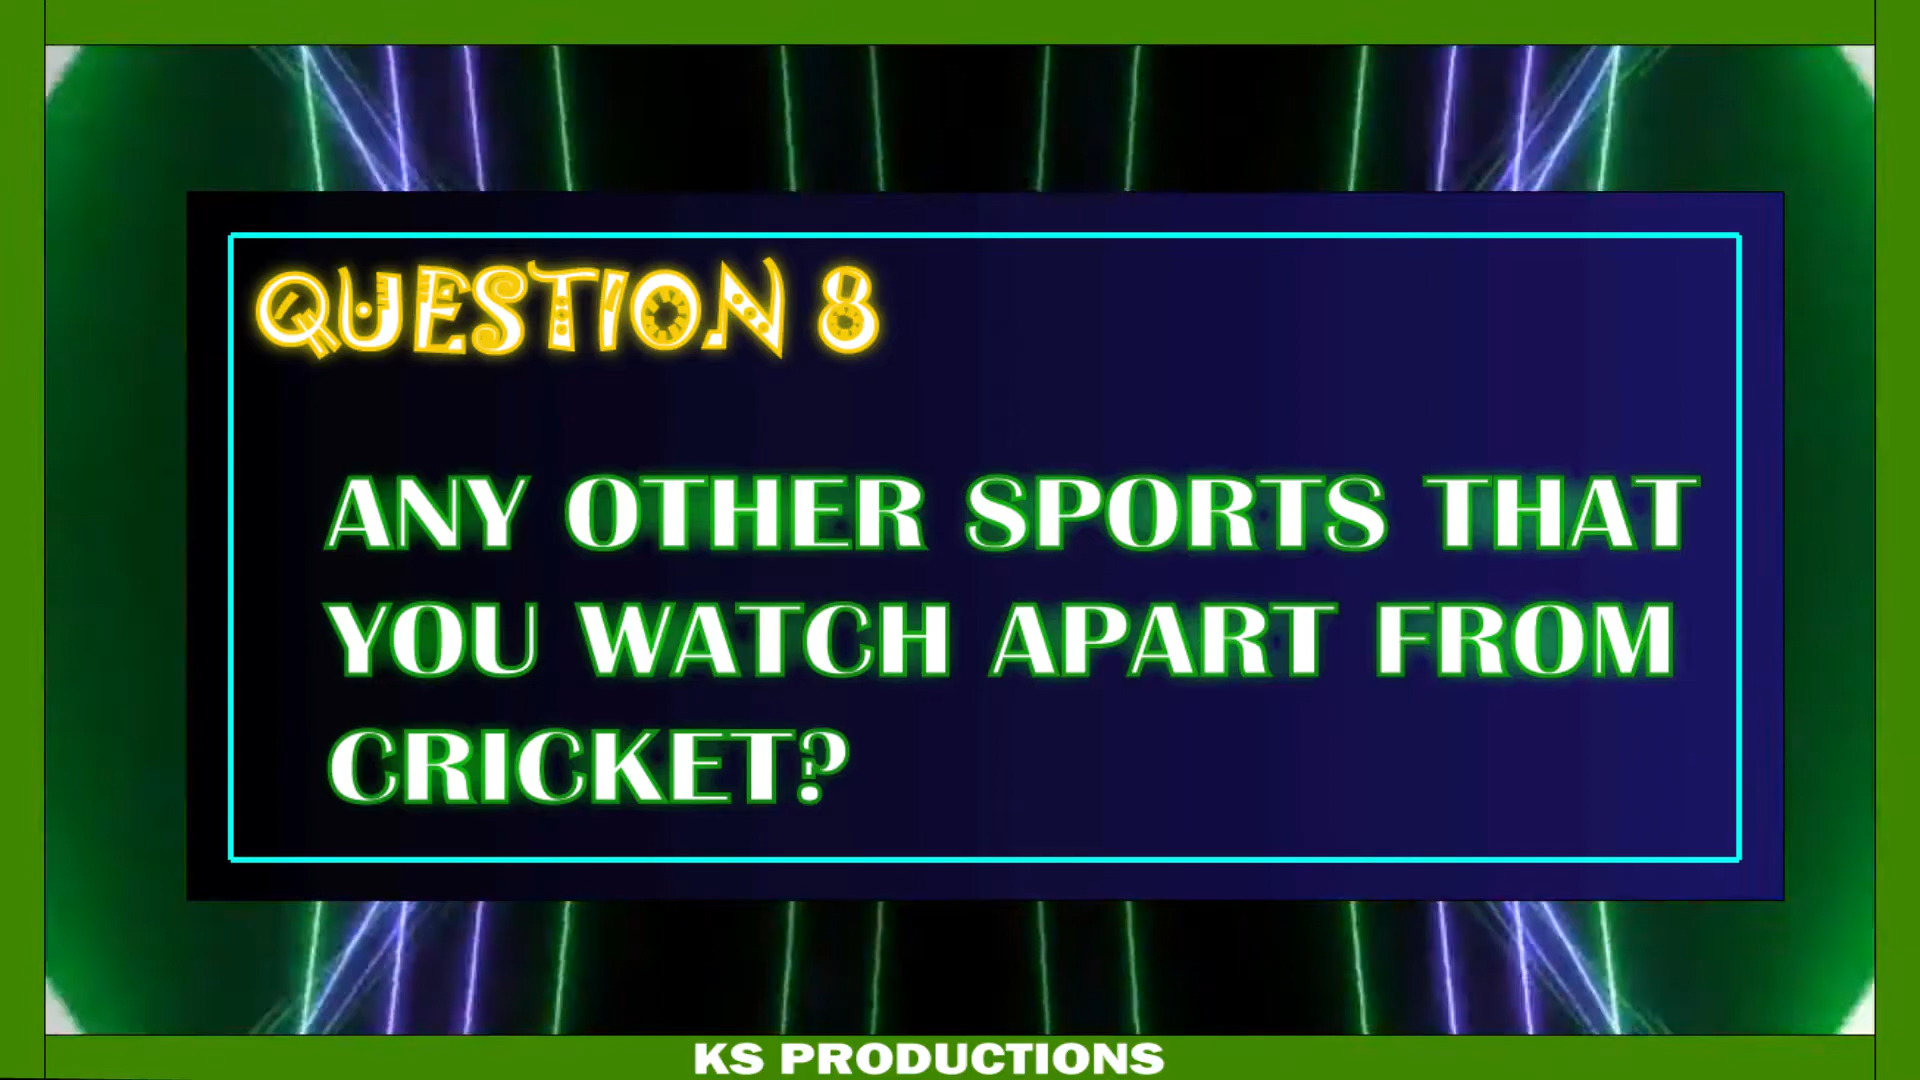 QUESTION 8
ANY OTHER SPORTS THAT
YOU WATCH APART FROM
CRICKET?
KS PRODUCTIONS